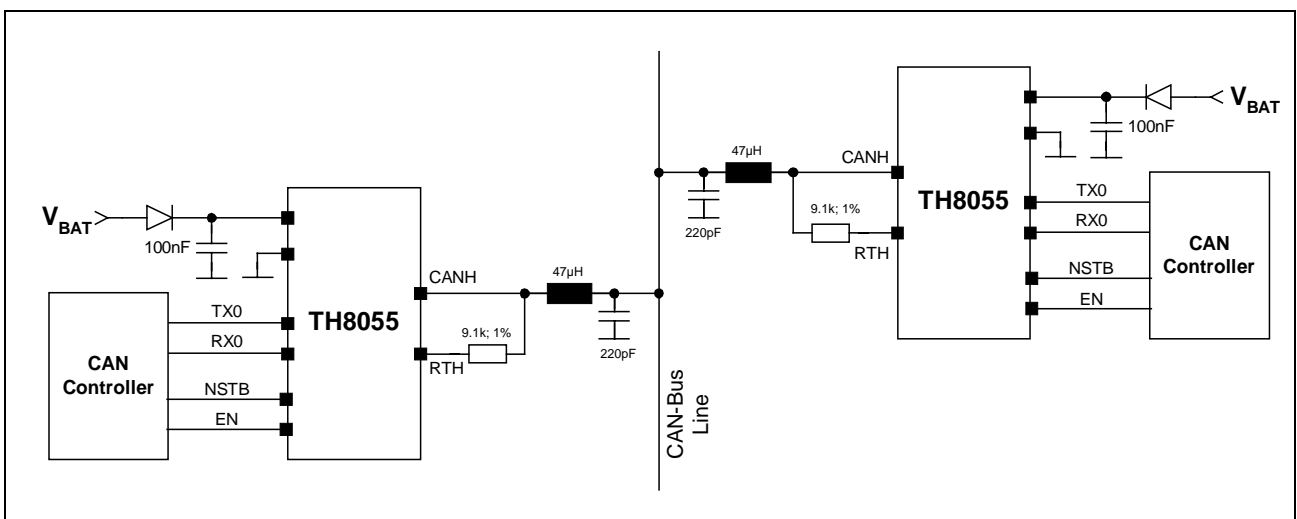 V_BAT
100nF
TX0
RX0
NSTB
EN
CAN
Controller
TH8055
CANH
RTH
47µH
9.1k; 1%
220pF
CAN-Bus
Line
220pF
47µH
9.1k; 1%
CANH
RTH
TH8055
V_BAT
100nF
TX0
RX0
NSTB
EN
CAN
Controller